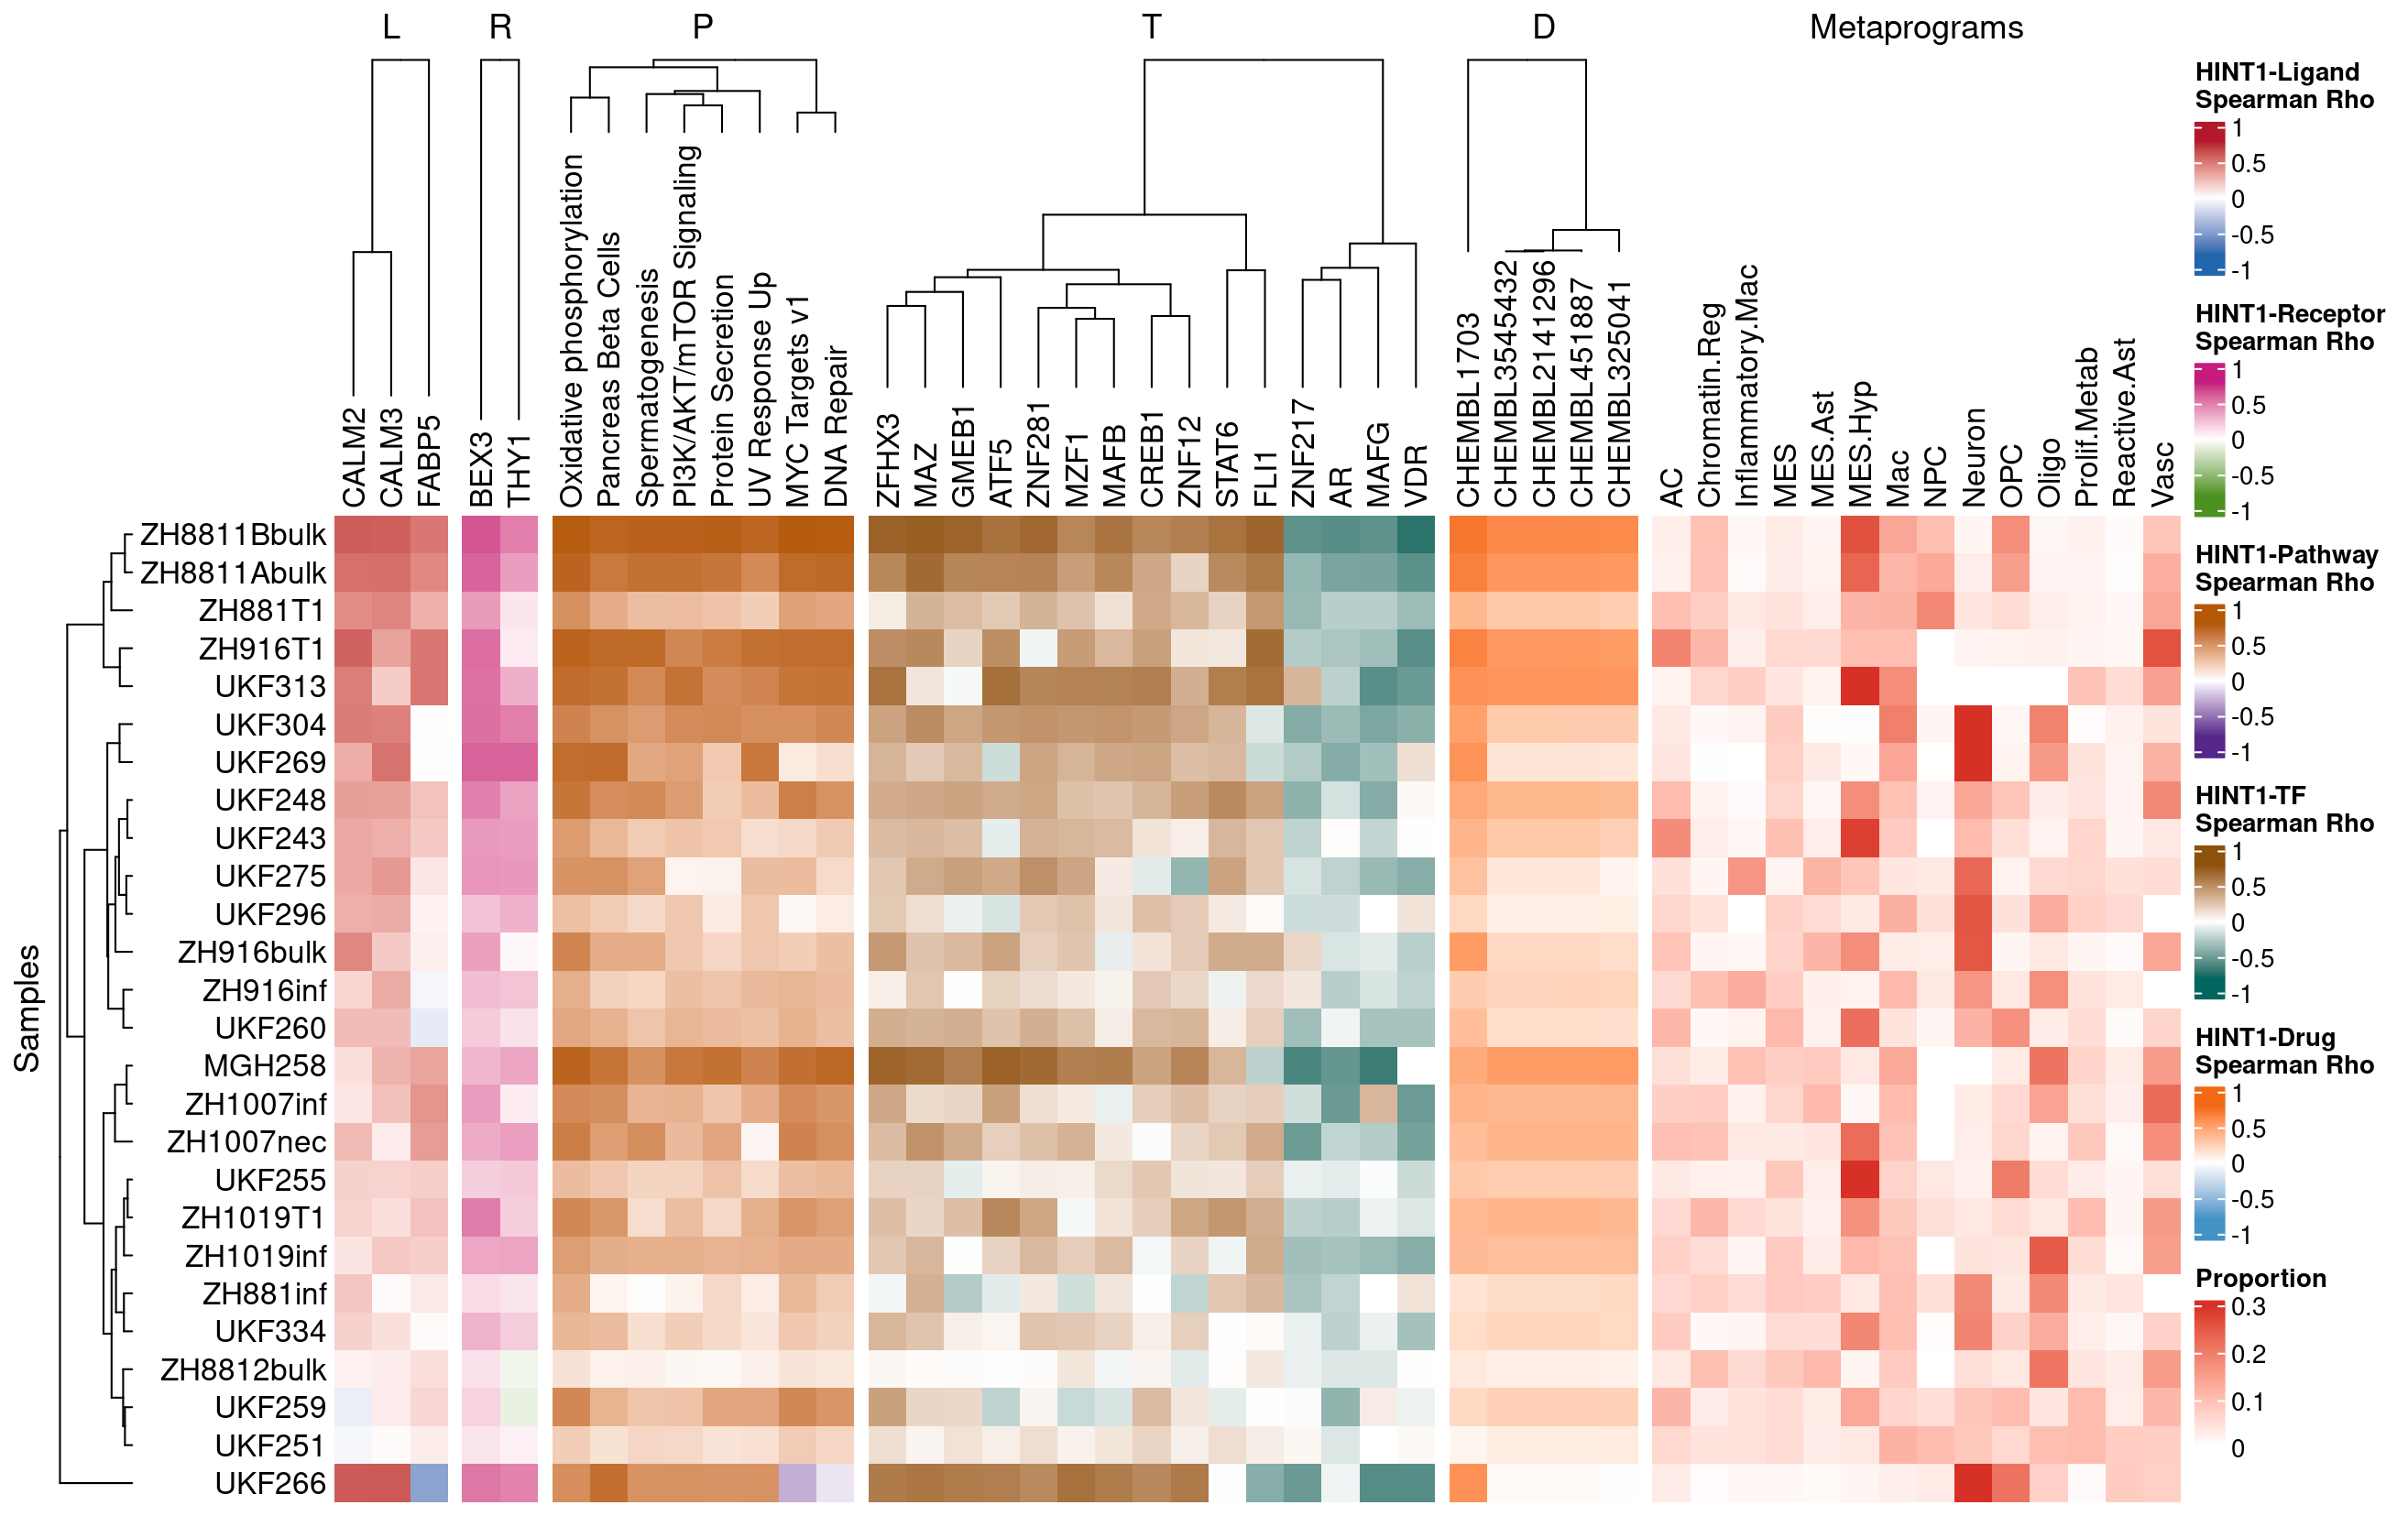 L R P T D Metaprograms
CALM2
CALM3
FABP5
BEX3
THY1
Oxidative phosphorylation
Pancreas Beta Cells
Spermatogenesis
PI3K/AKT/mTOR Signaling
Protein Secretion
UV Response Up
MYC Targets v1
DNA Repair
ZFHX3
MAZ
GMEB1
ATF5
ZNF281
MZF1
MAFB
CREB1
ZNF12
STAT6
FLI1
ZNF217
AR
MAFG
VDR
CHEMBL1703
CHEMBL3545432
CHEMBL2141296
CHEMBL451887
CHEMBL325041
AC
Chromatin.Reg
Inflammatory.Mac
MES
MES.Ast
MES.Hyp
Mac
NPC
Neuron
OPC
Oligo
Prolif.Metab
Reactive.Ast
Vasc
Samples
ZH8811Bbulk
ZH8811Abulk
ZH881T1
ZH916T1
UKF313
UKF304
UKF269
UKF248
UKF243
UKF275
UKF296
ZH916bulk
ZH916inf
UKF260
MGH258
ZH1007inf
ZH1007nec
UKF255
ZH1019T1
ZH1019inf
ZH881inf
UKF334
ZH8812bulk
UKF259
UKF251
UKF266
HINT1-Ligand
Spearman Rho
1
0.5
0
-0.5
-1
HINT1-Receptor
Spearman Rho
1
0.5
0
-0.5
-1
HINT1-Pathway
Spearman Rho
1
0.5
0
-0.5
-1
HINT1-TF
Spearman Rho
1
0.5
0
-0.5
-1
HINT1-Drug
Spearman Rho
1
0.5
0
-0.5
-1
Proportion
0.3
0.2
0.1
0